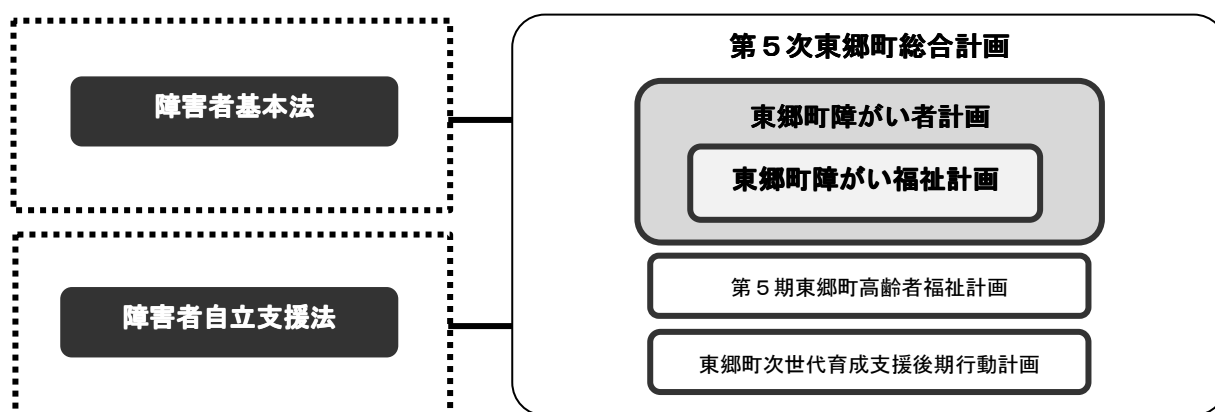 障害者基本法
障害者自立支援法
第５次東郷町総合計画
東郷町障がい者計画
東郷町障がい福祉計画
第５期東郷町高齢者福祉計画
東郷町次世代育成支援後期行動計画